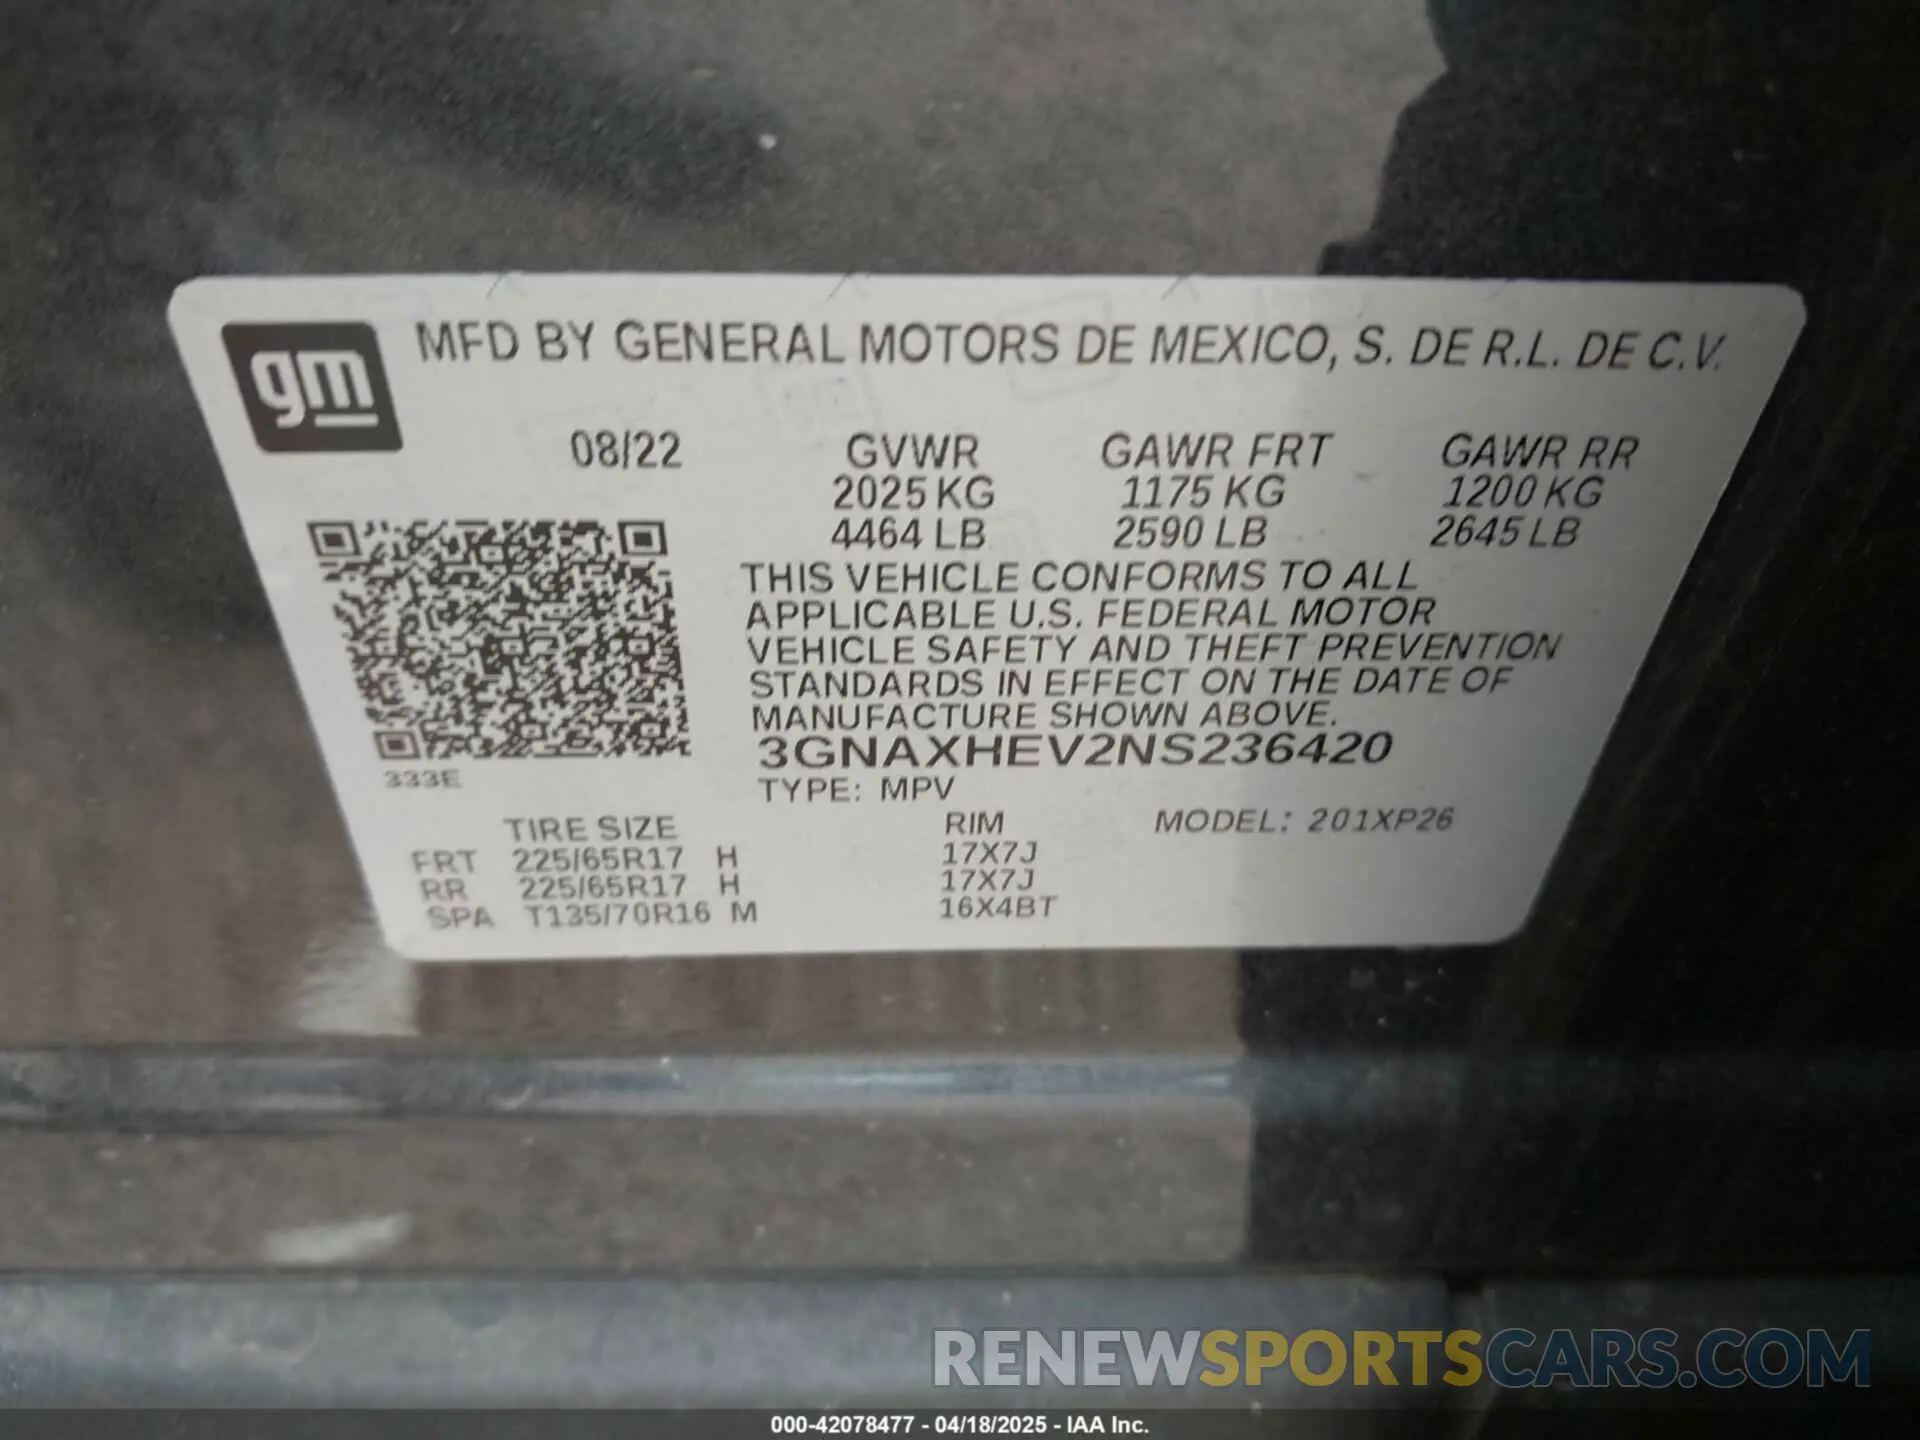 gm
MFD BY GENERAL MOTORS DE MEXICO, S. DE R.L. DE C.V.
08/22 GVWR GAWR FRT GAWR RR
2025 KG 1175 KG 1200 KG
4464 LB 2590 LB 2645 LB
THIS VEHICLE CONFORMS TO ALL
APPLICABLE U.S. FEDERAL MOTOR
VEHICLE SAFETY AND THEFT PREVENTION
STANDARDS IN EFFECT ON THE DATE OF
MANUFACTURE SHOWN ABOVE.
3GNAXHEV2NS236420
333E
TYPE: MPV
TIRE SIZE RIM MODEL: 201XP26
FRT 225/65R17 H 17X7J
RR 225/65R17 H 17X7J
SPA T135/70R16 M 16X4BT
RENEWSPORTSCARS.COM
000-42078477 - 04/18/2025 - IAA Inc.